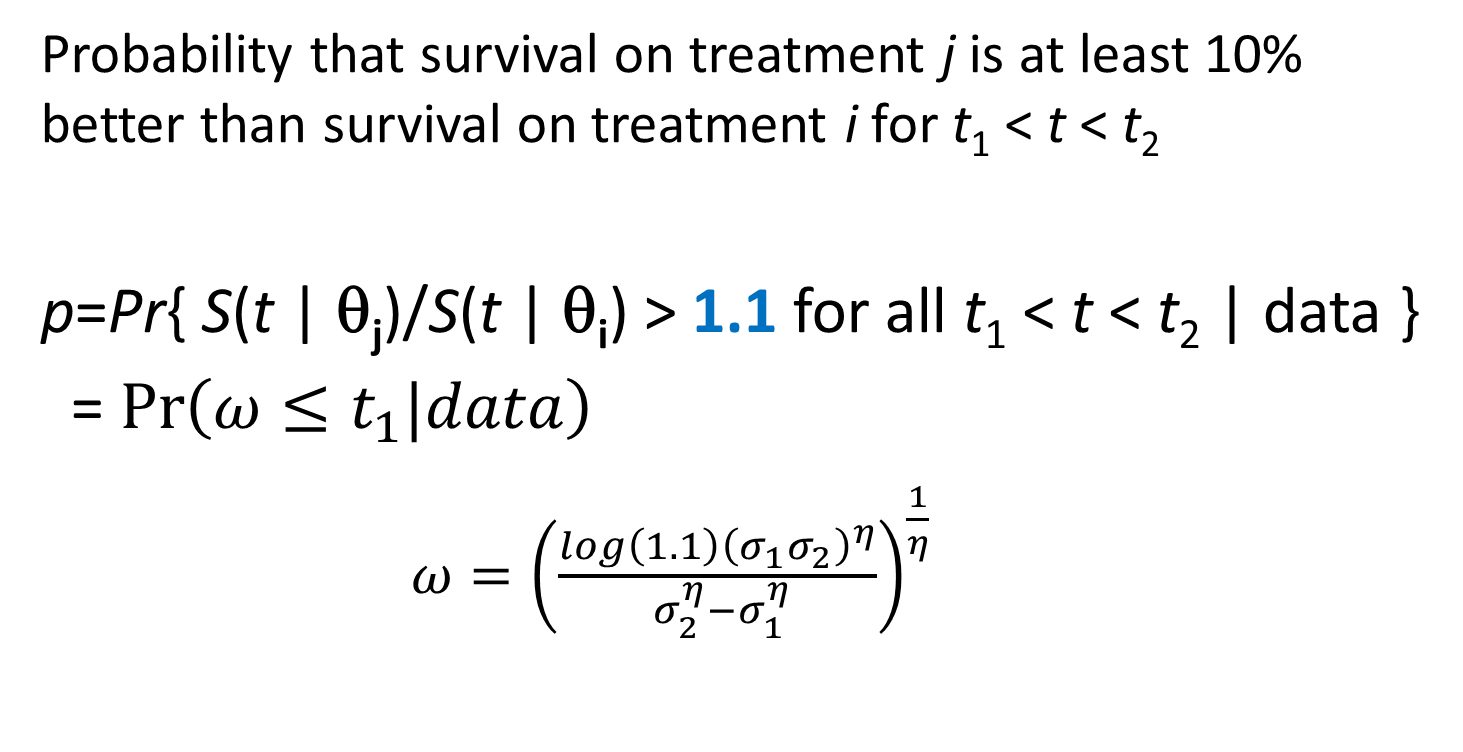 Probability that survival on treatment j is at least 10%
better than survival on treatment i for t₁ < t < t₂
p=Pr{ S(t | θⱼ)/S(t | θᵢ) > 1.1 for all t₁ < t < t₂ | data }
= Pr(ω ≤ t₁|data)
ω = (log(1.1)(σ₁σ₂)^η / σ₂^η−σ₁^η)^(1/η)